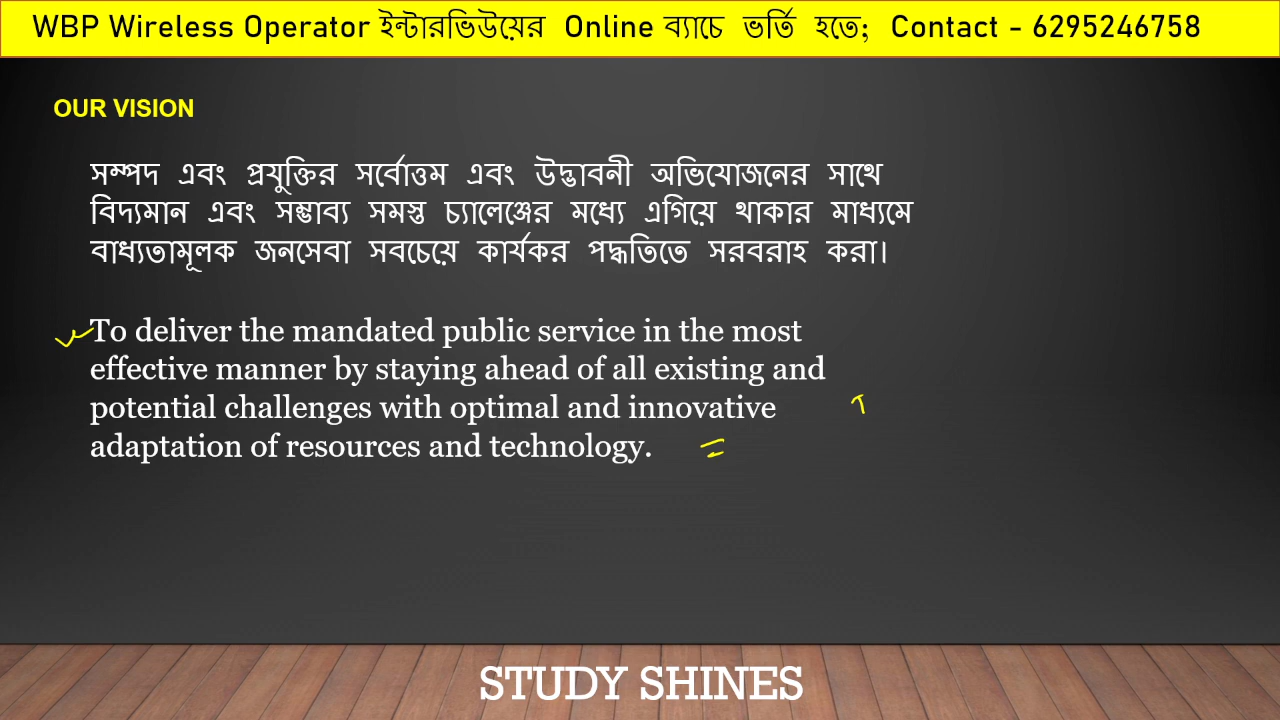 WBP Wireless Operator ইন্টারভিউয়ের Online ব্যাচে ভর্তি হতে; Contact - 6295246758
OUR VISION
সম্পদ এবং প্রযুক্তির সর্বোত্তম এবং উদ্ভাবনী অভিযোজনের সাথে
বিদ্যমান এবং সম্ভাব্য সমস্ত চ্যালেঞ্জের মধ্যে এগিয়ে থাকার মাধ্যমে
বাধ্যতামূলক জনসেবা সবচেয়ে কার্যকর পদ্ধতিতে সরবরাহ করা।
To deliver the mandated public service in the most
effective manner by staying ahead of all existing and
potential challenges with optimal and innovative
adaptation of resources and technology.
STUDY SHINES